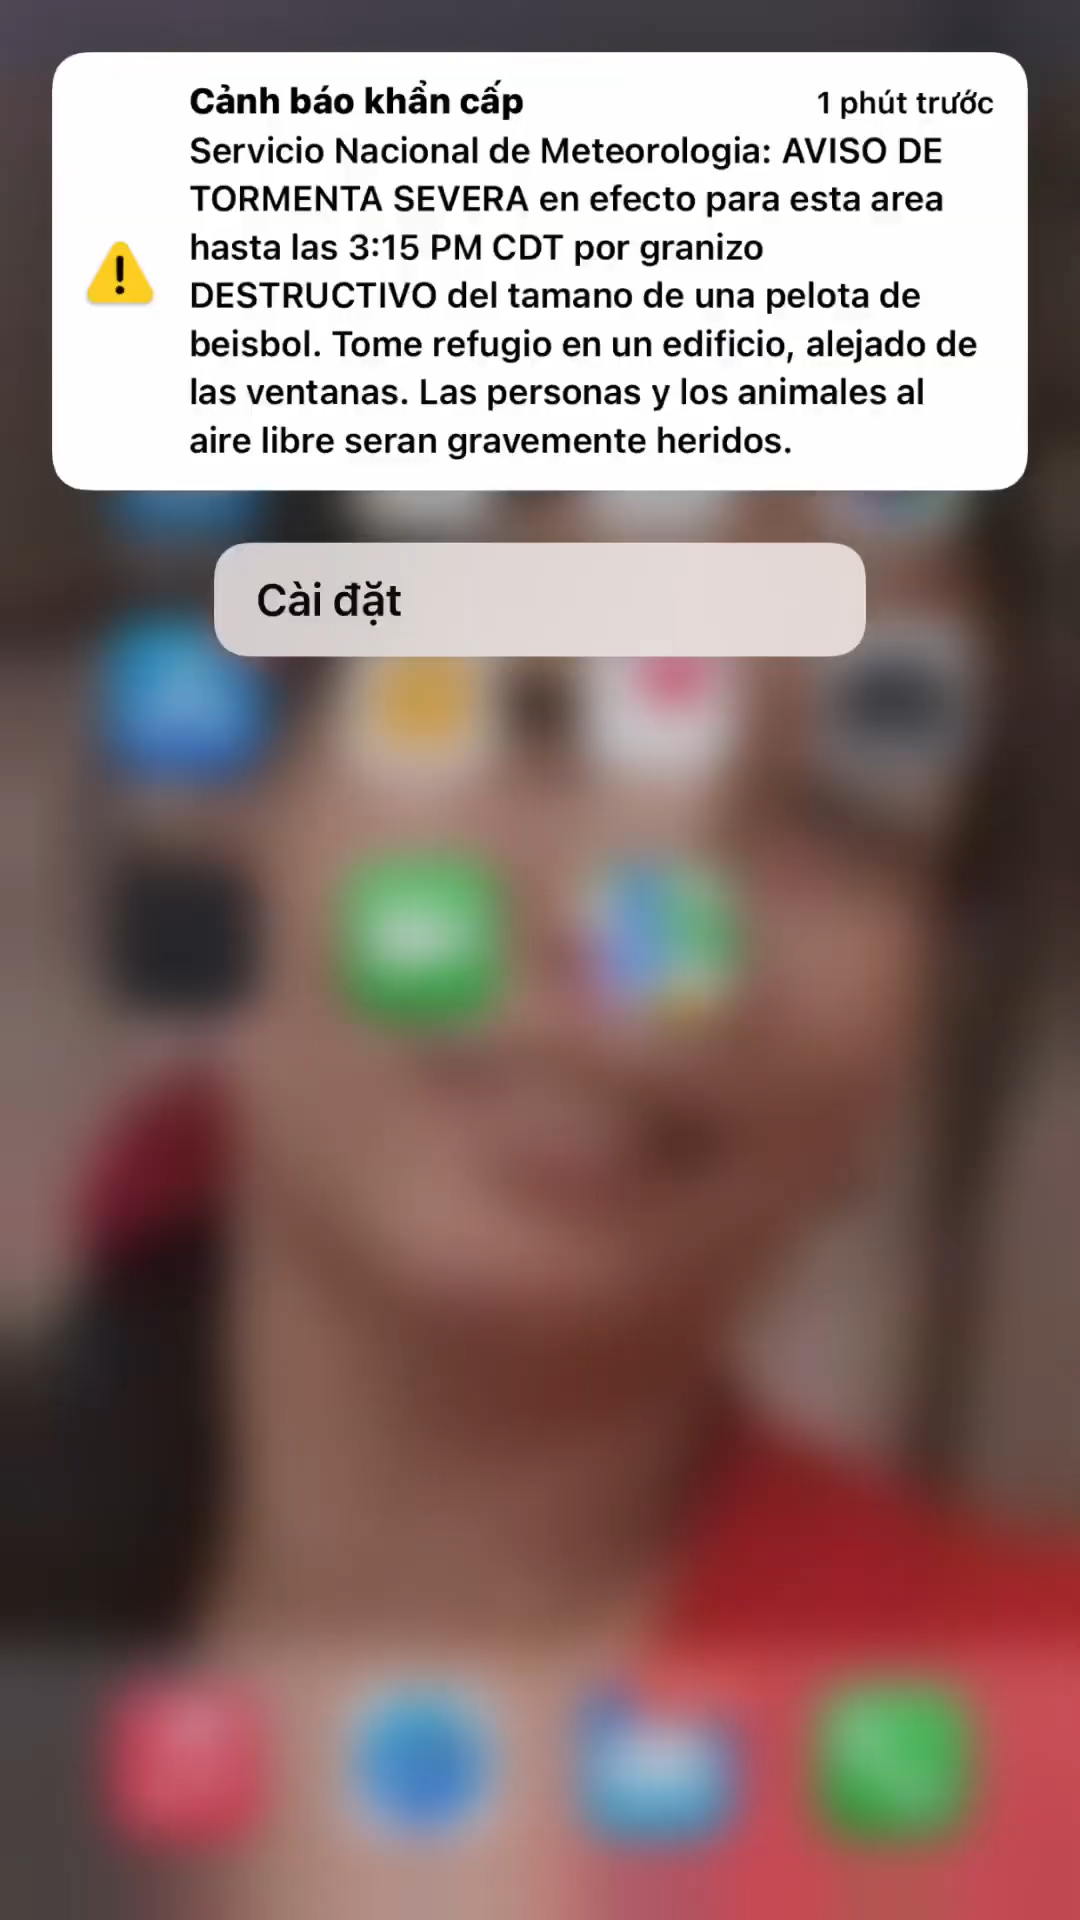 Cảnh báo khẩn cấp 1 phút trước
Servicio Nacional de Meteorologia: AVISO DE
TORMENTA SEVERA en efecto para esta area
hasta las 3:15 PM CDT por granizo
DESTRUCTIVO del tamano de una pelota de
beisbol. Tome refugio en un edificio, alejado de
las ventanas. Las personas y los animales al
aire libre seran gravemente heridos.
Cài đặt